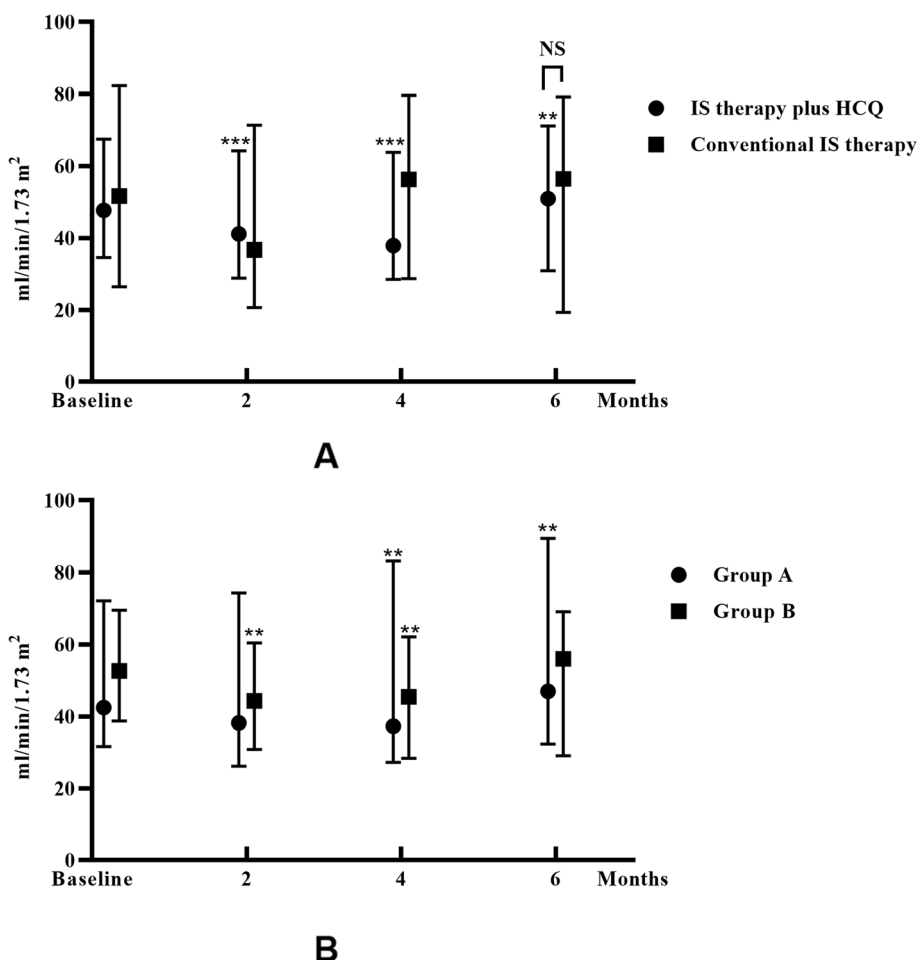 100
NS
80
IS therapy plus HCQ
**
*** ***
Conventional IS therapy
60
ml/min/1.73 m²
40
20
0
Baseline 2 4 6 Months
A
100
**
**
80
Group A
Group B
** **
60
ml/min/1.73 m²
40
20
0
Baseline 2 4 6 Months
B